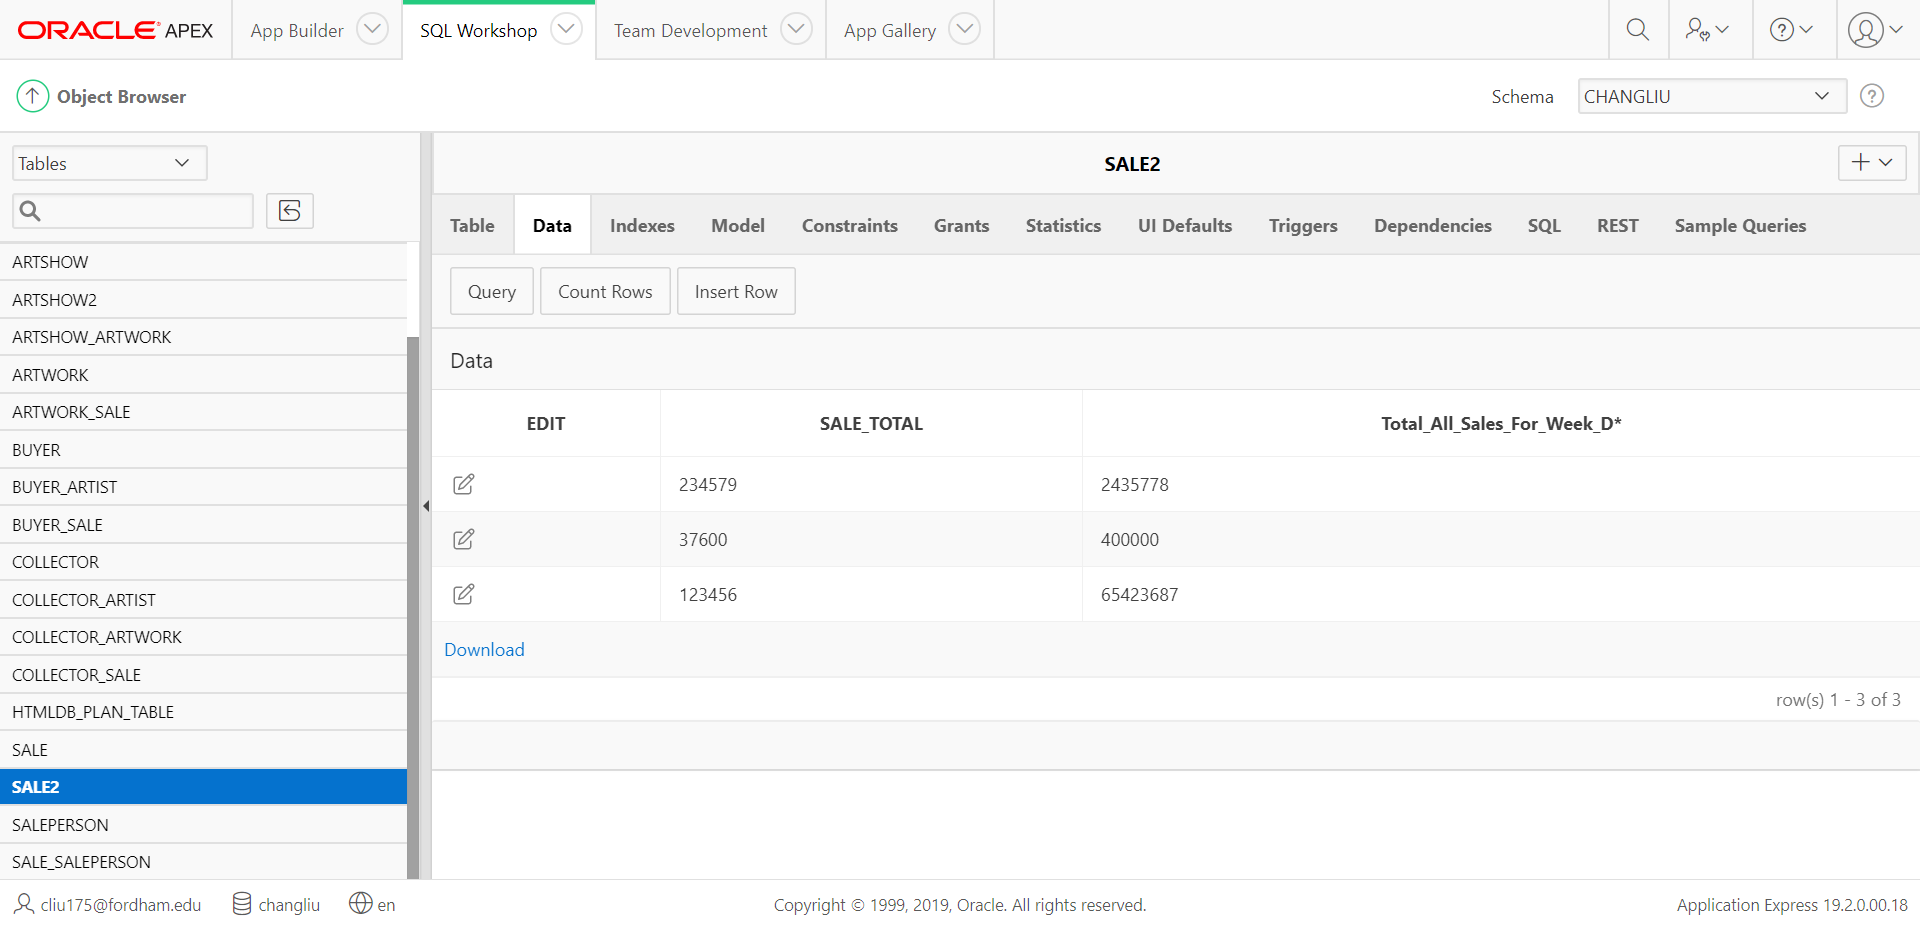 ORACLE APEX App Builder SQL Workshop Team Development App Gallery
Object Browser Schema CHANGLIU
Tables
SALE2
Table Data Indexes Model Constraints Grants Statistics UI Defaults Triggers Dependencies SQL REST Sample Queries
Query Count Rows Insert Row
Data
EDIT SALE_TOTAL Total_All_Sales_For_Week_D*
234579 2435778
37600 400000
123456 65423687
Download
row(s) 1 - 3 of 3
ARTSHOW
ARTSHOW2
ARTSHOW_ARTWORK
ARTWORK
ARTWORK_SALE
BUYER
BUYER_ARTIST
BUYER_SALE
COLLECTOR
COLLECTOR_ARTIST
COLLECTOR_ARTWORK
COLLECTOR_SALE
HTMLDB_PLAN_TABLE
SALE
SALE2
SALEPERSON
SALE_SALEPERSON
cliu175@fordham.edu changliu en Copyright © 1999, 2019, Oracle. All rights reserved. Application Express 19.2.0.00.18